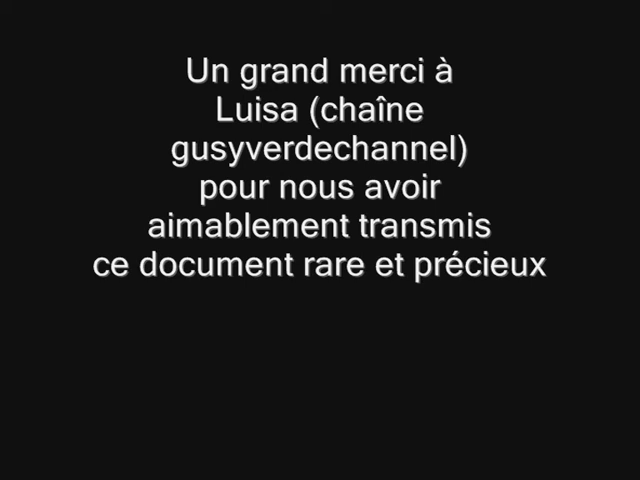 Un grand merci à
Luisa (chaîne
gusyverdechannel)
pour nous avoir
aimablement transmis
ce document rare et précieux